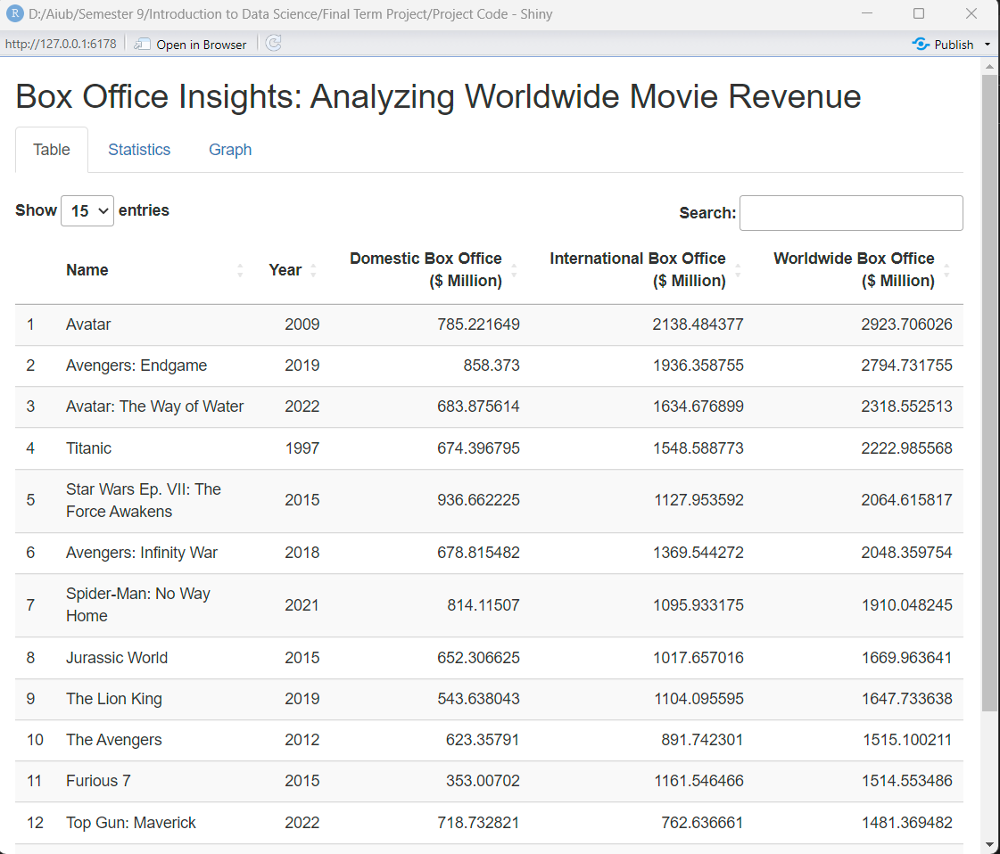 R D:/Aiub/Semester 9/Introduction to Data Science/Final Term Project/Project Code - Shiny
http://127.0.0.1:6178 Open in Browser Publish
Box Office Insights: Analyzing Worldwide Movie Revenue
Table Statistics Graph
Show 15 entries Search:
Name Year Domestic Box Office ($ Million) International Box Office ($ Million) Worldwide Box Office ($ Million)
1 Avatar 2009 785.221649 2138.484377 2923.706026
2 Avengers: Endgame 2019 858.373 1936.358755 2794.731755
3 Avatar: The Way of Water 2022 683.875614 1634.676899 2318.552513
4 Titanic 1997 674.396795 1548.588773 2222.985568
5 Star Wars Ep. VII: The Force Awakens 2015 936.662225 1127.953592 2064.615817
6 Avengers: Infinity War 2018 678.815482 1369.544272 2048.359754
7 Spider-Man: No Way Home 2021 814.11507 1095.933175 1910.048245
8 Jurassic World 2015 652.306625 1017.657016 1669.963641
9 The Lion King 2019 543.638043 1104.095595 1647.733638
10 The Avengers 2012 623.35791 891.742301 1515.100211
11 Furious 7 2015 353.00702 1161.546466 1514.553486
12 Top Gun: Maverick 2022 718.732821 762.636661 1481.369482